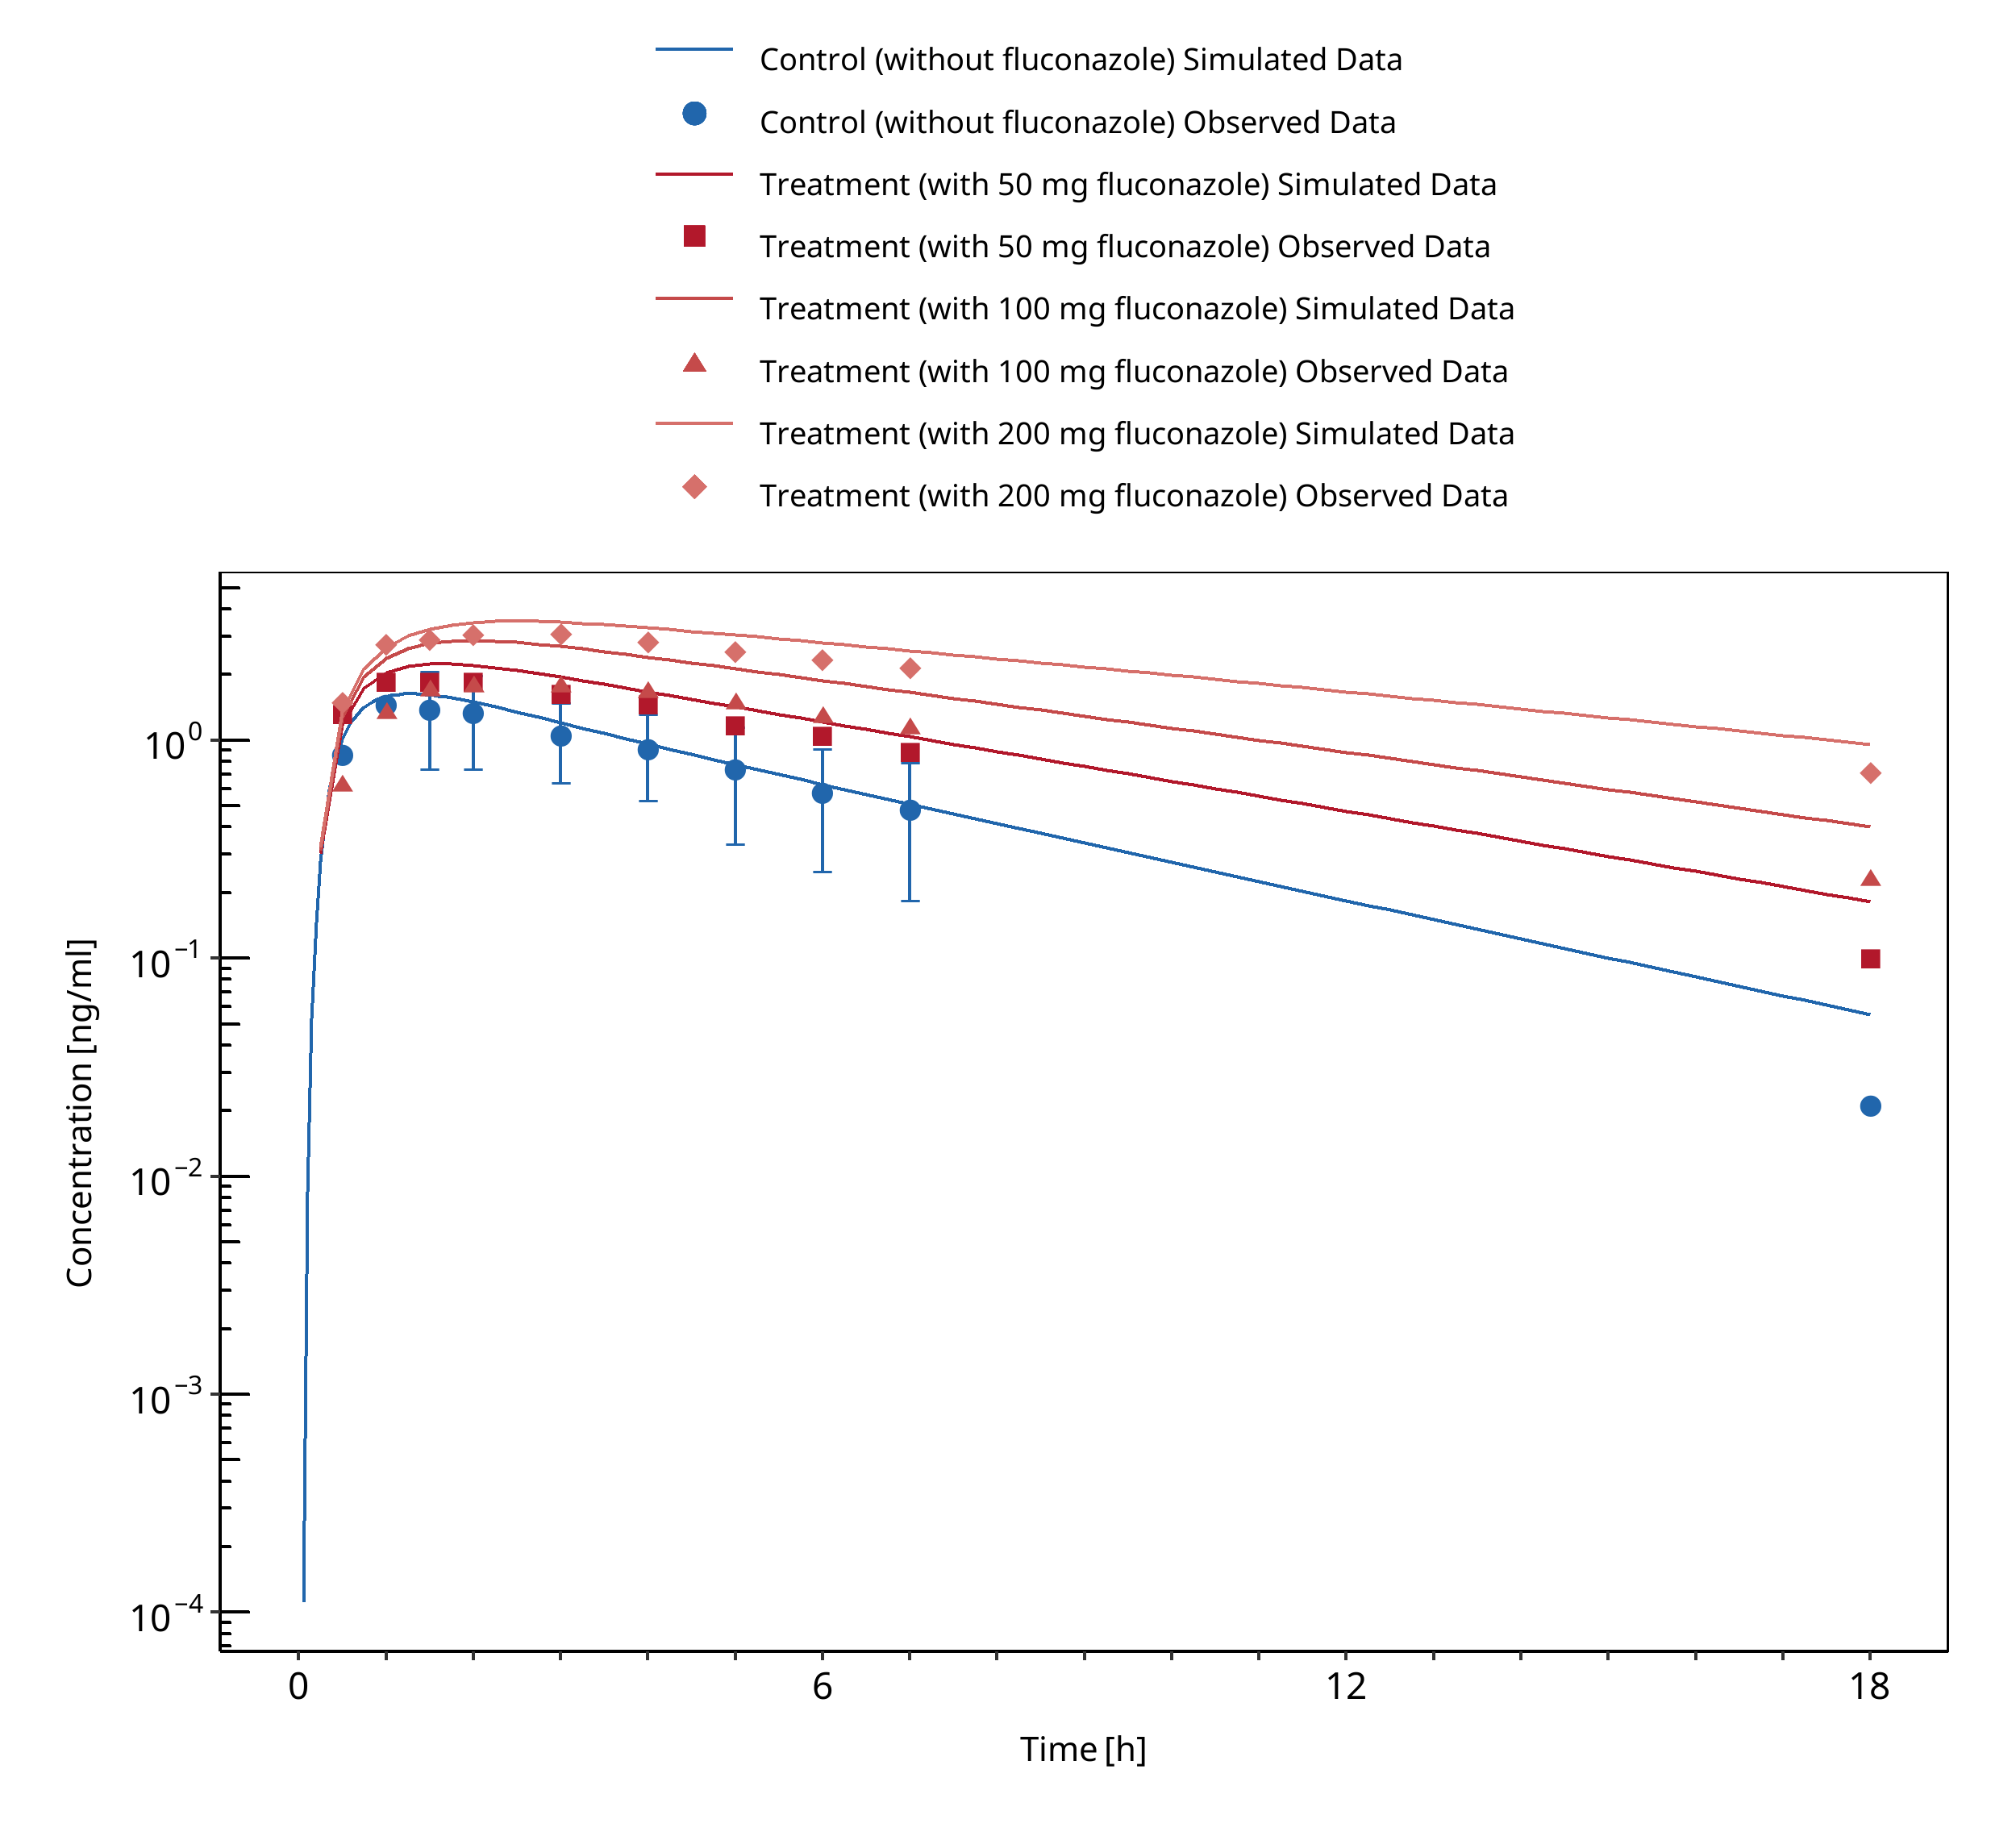 Control (without fluconazole) Simulated Data
Control (without fluconazole) Observed Data
Treatment (with 50 mg fluconazole) Simulated Data
Treatment (with 50 mg fluconazole) Observed Data
Treatment (with 100 mg fluconazole) Simulated Data
Treatment (with 100 mg fluconazole) Observed Data
Treatment (with 200 mg fluconazole) Simulated Data
Treatment (with 200 mg fluconazole) Observed Data
Concentration [ng/ml]
10⁰
10⁻¹
10⁻²
10⁻³
10⁻⁴
0 6 12 18
Time [h]